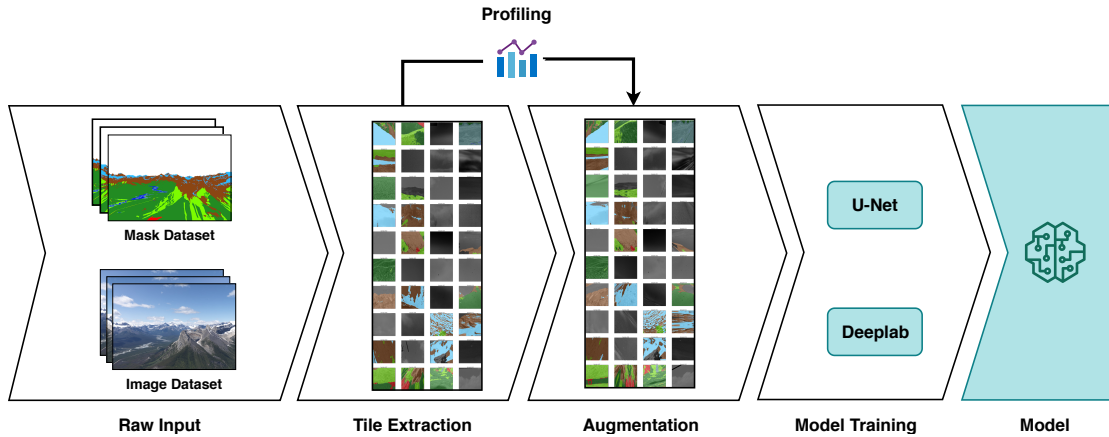 Profiling
Mask Dataset
Image Dataset
U-Net
Deeplab
Raw Input
Tile Extraction
Augmentation
Model Training
Model